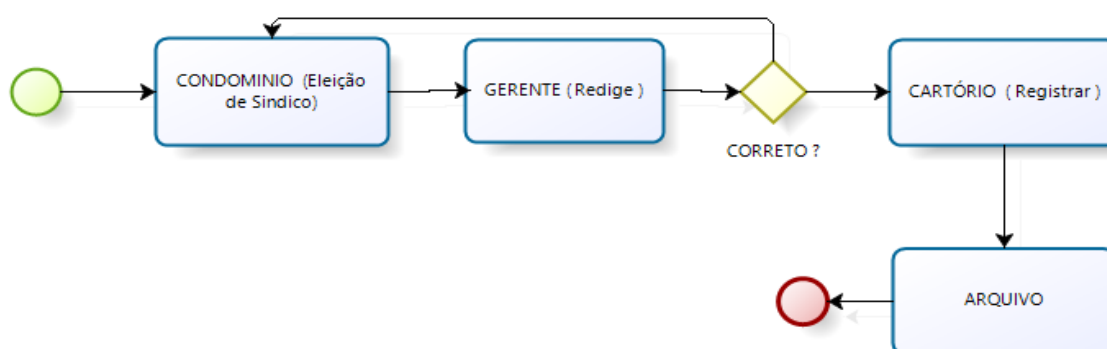 CONDOMINIO (Eleição
de Sindico)
GERENTE ( Redige )
CORRETO ?
CARTÓRIO ( Registrar )
ARQUIVO